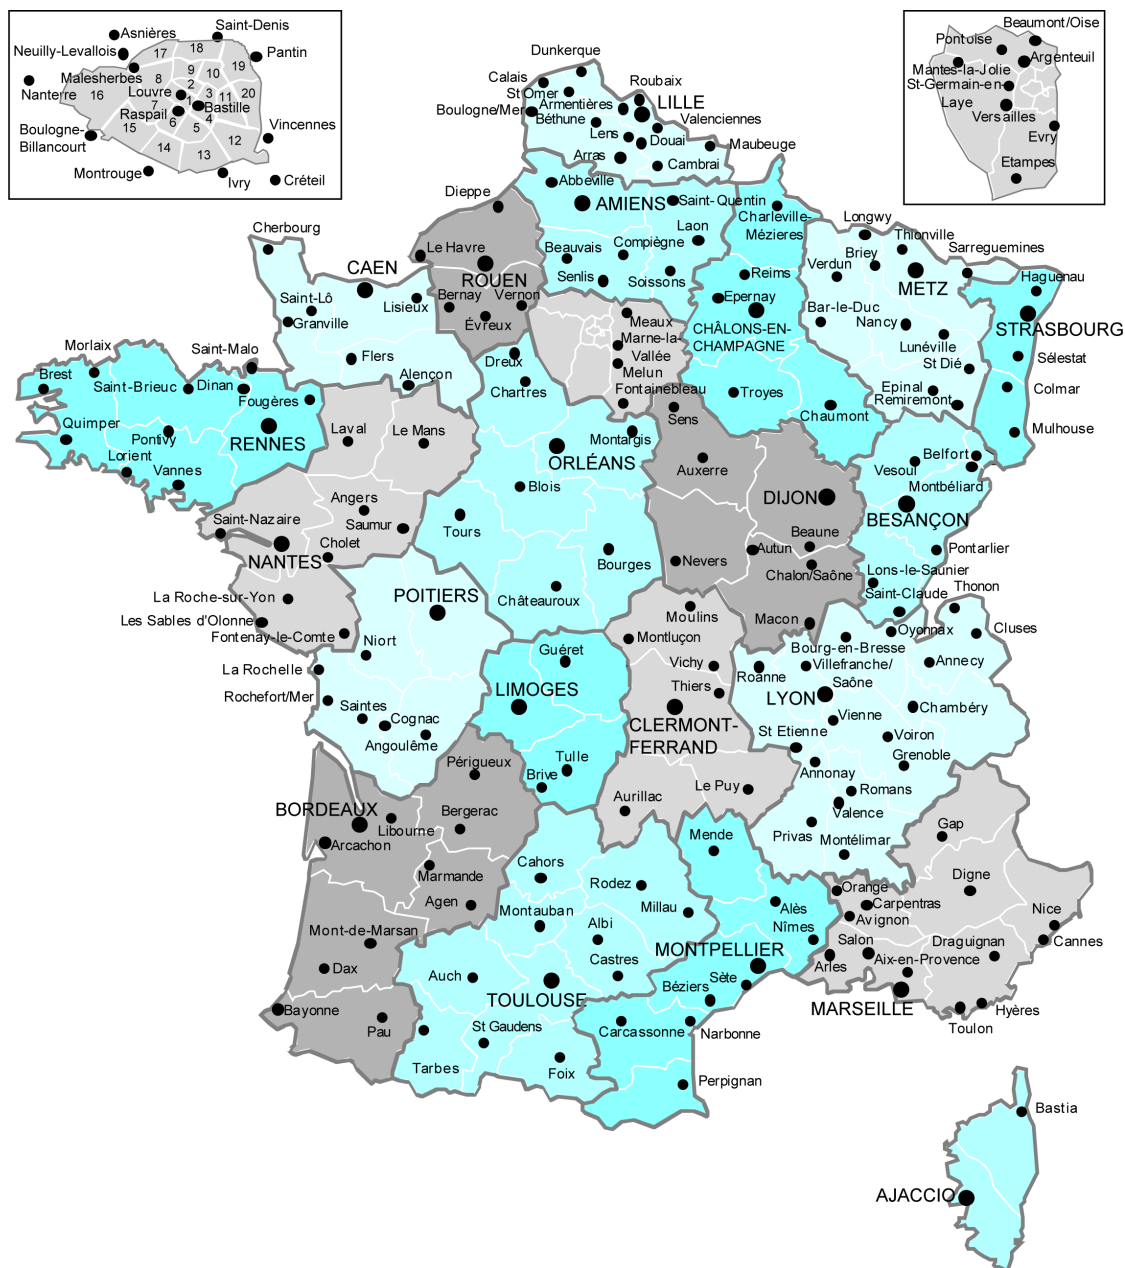 Asnières
Saint-Denis
Neuilly-Levallois
17
18
Pantin
Malesherbes
9
10
19
8
2
Nanterre
16
Louvre
3
11
20
7
1
Bastille
Raspail
6
4
15
5
Vincennes
Boulogne-
Billancourt
12
14
13
Montrouge
Ivry
Créteil
Beaumont/Oise
Pontoise
Argenteuil
Mantes-la-Jolie
St-Germain-en-
Laye
Versailles
Evry
Etampes
Dunkerque
Calais
St Omer
Roubaix
Boulogne/Mer
Armentières
LILLE
Béthune
Valenciennes
Lens
Douai
Maubeuge
Arras
Cambrai
Abbeville
Dieppe
AMIENS
Saint-Quentin
Charleville-
Mézieres
Laon
Beauvais
Compiègne
Senlis
Soissons
Longwy
Thionville
Briey
Sarreguemines
Verdun
METZ
Haguenau
Cherbourg
CAEN
Le Havre
ROUEN
Reims
Epernay
Saint-Lô
Lisieux
Bernay
Vernon
Granville
Évreux
Meaux
Marne-la-
Vallée
Melun
Fontainebleau
CHÂLONS-EN-
CHAMPAGNE
Bar-le-Duc
Nancy
STRASBOURG
Lunéville
St Dié
Sélestat
Colmar
Epinal
Remiremont
Mulhouse
Morlaix
Saint-Malo
Flers
Dreux
Brest
Saint-Brieuc
Dinan
Alençon
Chartres
Fougères
Troyes
Chaumont
Sens
Quimper
Pontivy
RENNES
Laval
Le Mans
Montargis
Lorient
ORLÉANS
Auxerre
Belfort
Vesoul
Montbéliard
Vannes
Blois
Angers
DIJON
Saint-Nazaire
Saumur
Tours
BESANÇON
Beaune
Cholet
NANTES
Autun
Pontarlier
Bourges
Nevers
Chalon/Saône
Lons-le-Saunier
Saint-Claude
Thonon
La Roche-sur-Yon
POITIERS
Châteauroux
Moulins
Macon
Les Sables d'Olonne
Oyonnax
Cluses
Fontenay-le-Comte
Montluçon
Bourg-en-Bresse
Niort
Guéret
Vichy
Villefranche/
Saône
Annecy
La Rochelle
Roanne
LIMOGES
Thiers
LYON
Rochefort/Mer
Saintes
Cognac
Chambéry
CLERMONT-
FERRAND
Vienne
Angoulême
St Etienne
Voiron
Périgueux
Tulle
Grenoble
Brive
Annonay
Le Puy
Romans
BORDEAUX
Aurillac
Valence
Bergerac
Libourne
Gap
Mende
Privas
Montélimar
Arcachon
Cahors
Marmande
Rodez
Digne
Orange
Agen
Millau
Alès
Carpentras
Montauban
Avignon
Nice
Albi
Nîmes
Mont-de-Marsan
Salon
Draguignan
Cannes
MONTPELLIER
Castres
Arles
Aix-en-Provence
Dax
Auch
Sète
Béziers
TOULOUSE
MARSEILLE
Hyères
Bayonne
Pau
St Gaudens
Carcassonne
Narbonne
Toulon
Tarbes
Foix
Perpignan
Bastia
AJACCIO